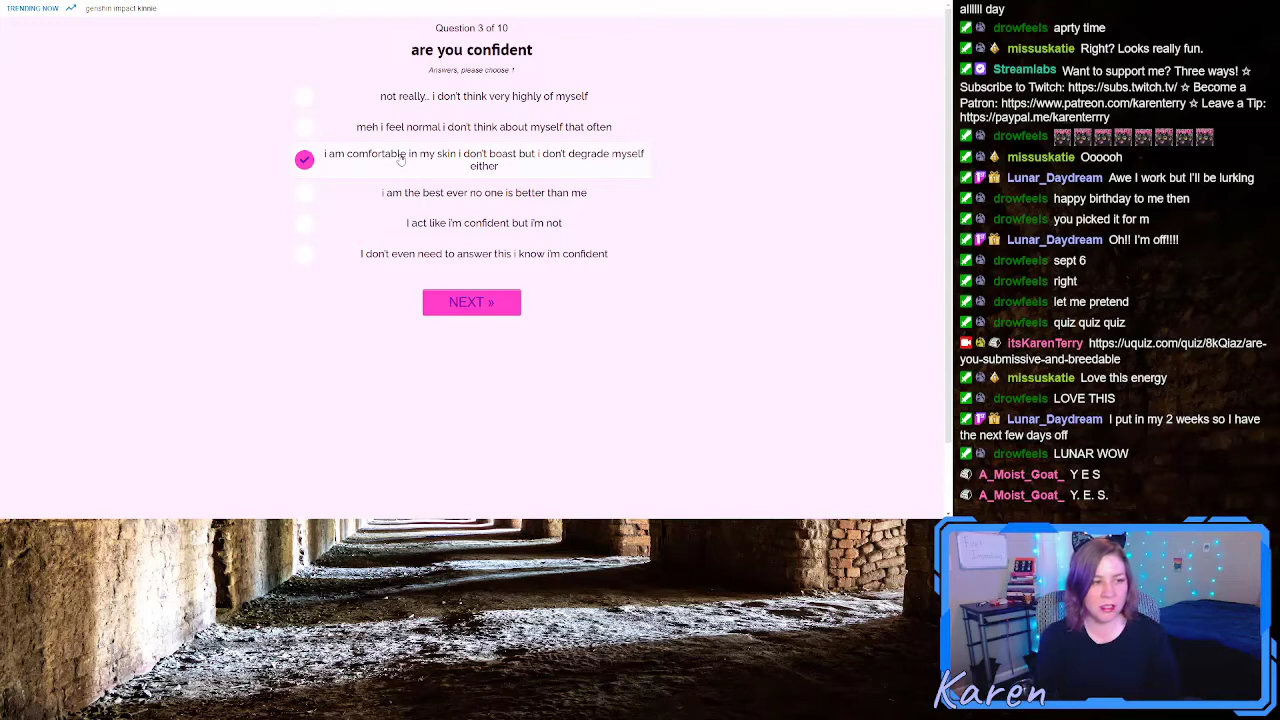 TRENDING NOW genshin impact kinnie
Question 3 of 10
are you confident
Answers, please choose 1
not really.. i don't think very highly of myself
meh i feel normal i don't think about myself that often
i am comfortable in my skin i don't boast but i don't degrade myself
either
i am the best ever no one is better than me
I act like i'm confident but i'm not
I don't even need to answer this i know i'm confident
NEXT »
allllll day
drowfeels aprty time
missuskatie Right? Looks really fun.
Streamlabs Want to support me? Three ways! ☆
Subscribe to Twitch: https://subs.twitch.tv/ ☆ Become a
Patron: https://www.patreon.com/karenterry ☆ Leave a Tip:
https://paypal.me/karenterrry
drowfeels
missuskatie Oooooh
Lunar_Daydream Awe I work but I'll be lurking
drowfeels happy birthday to me then
drowfeels you picked it for m
Lunar_Daydream Oh!! I'm off!!!!
drowfeels sept 6
drowfeels right
drowfeels let me pretend
drowfeels quiz quiz quiz
itsKarenTerry https://uquiz.com/quiz/8kQiaz/are-
you-submissive-and-breedable
missuskatie Love this energy
drowfeels LOVE THIS
Lunar_Daydream I put in my 2 weeks so I have
the next few days off
drowfeels LUNAR WOW
A_Moist_Goat_ Y E S
A_Moist_Goat_ Y. E. S.
Karen